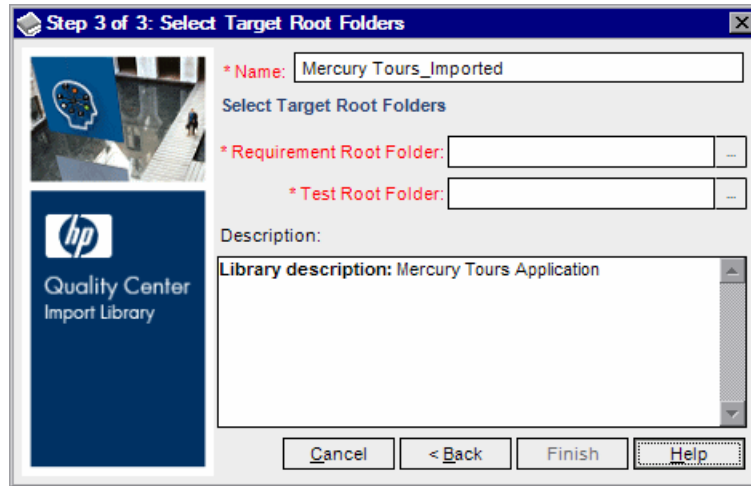 Step 3 of 3: Select Target Root Folders
* Name: Mercury Tours_Imported
Select Target Root Folders
* Requirement Root Folder: ...
* Test Root Folder: ...
hp
Quality Center
Import Library
Description:
Library description: Mercury Tours Application
Cancel < Back Finish Help